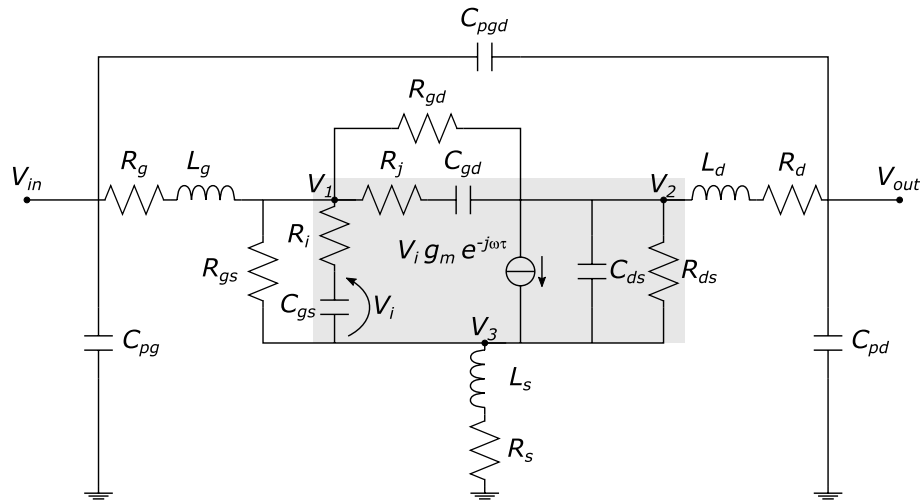 C_pgd
R_gd
V_in R_g L_g V_1 R_j C_gd V_2 L_d R_d V_out
R_gs R_i V_i g_m e^-jωτ C_ds R_ds
C_gs V_i
C_pg V_3 C_pd
L_s
R_s